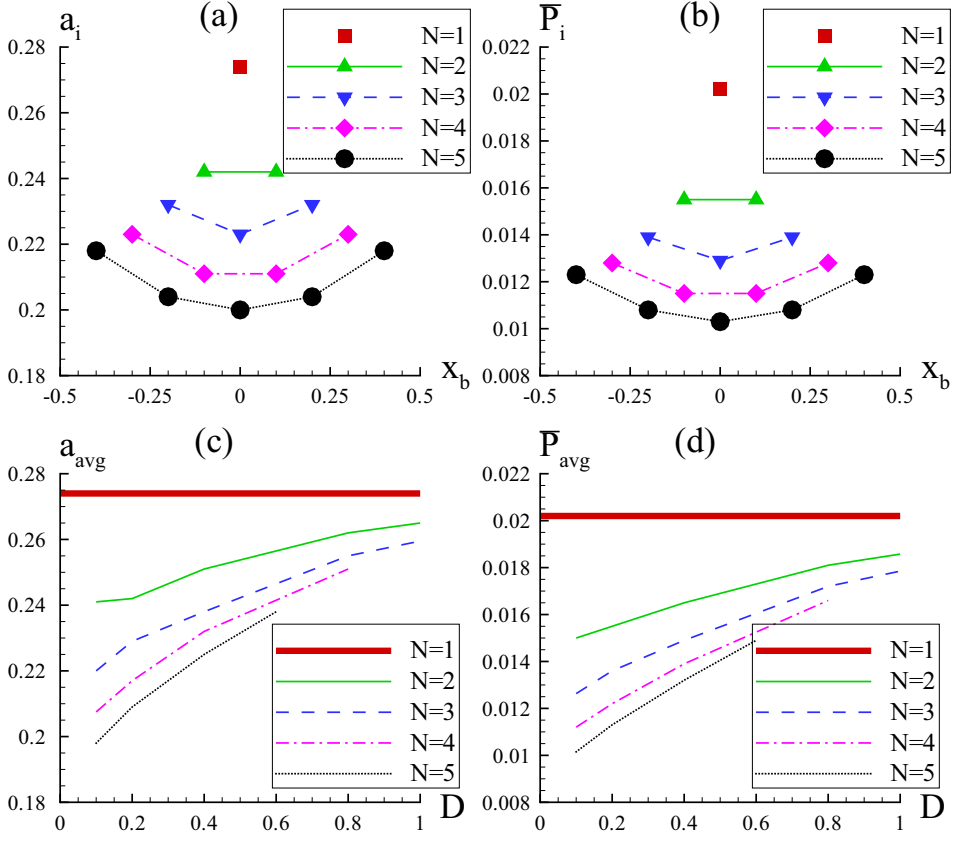 a_i (a)
N=1
N=2
N=3
N=4
N=5
0.28
0.26
0.24
0.22
0.2
0.18
-0.5 -0.25 0 0.25 0.5
x_b
P̅_i (b)
N=1
N=2
N=3
N=4
N=5
0.022
0.02
0.018
0.016
0.014
0.012
0.01
0.008
-0.5 -0.25 0 0.25 0.5
x_b
a_avg (c)
0.28
0.26
0.24
0.22
0.2
0.18
N=1
N=2
N=3
N=4
N=5
0 0.2 0.4 0.6 0.8 1
D
P̅_avg (d)
0.022
0.02
0.018
0.016
0.014
0.012
0.01
0.008
N=1
N=2
N=3
N=4
N=5
0 0.2 0.4 0.6 0.8 1
D